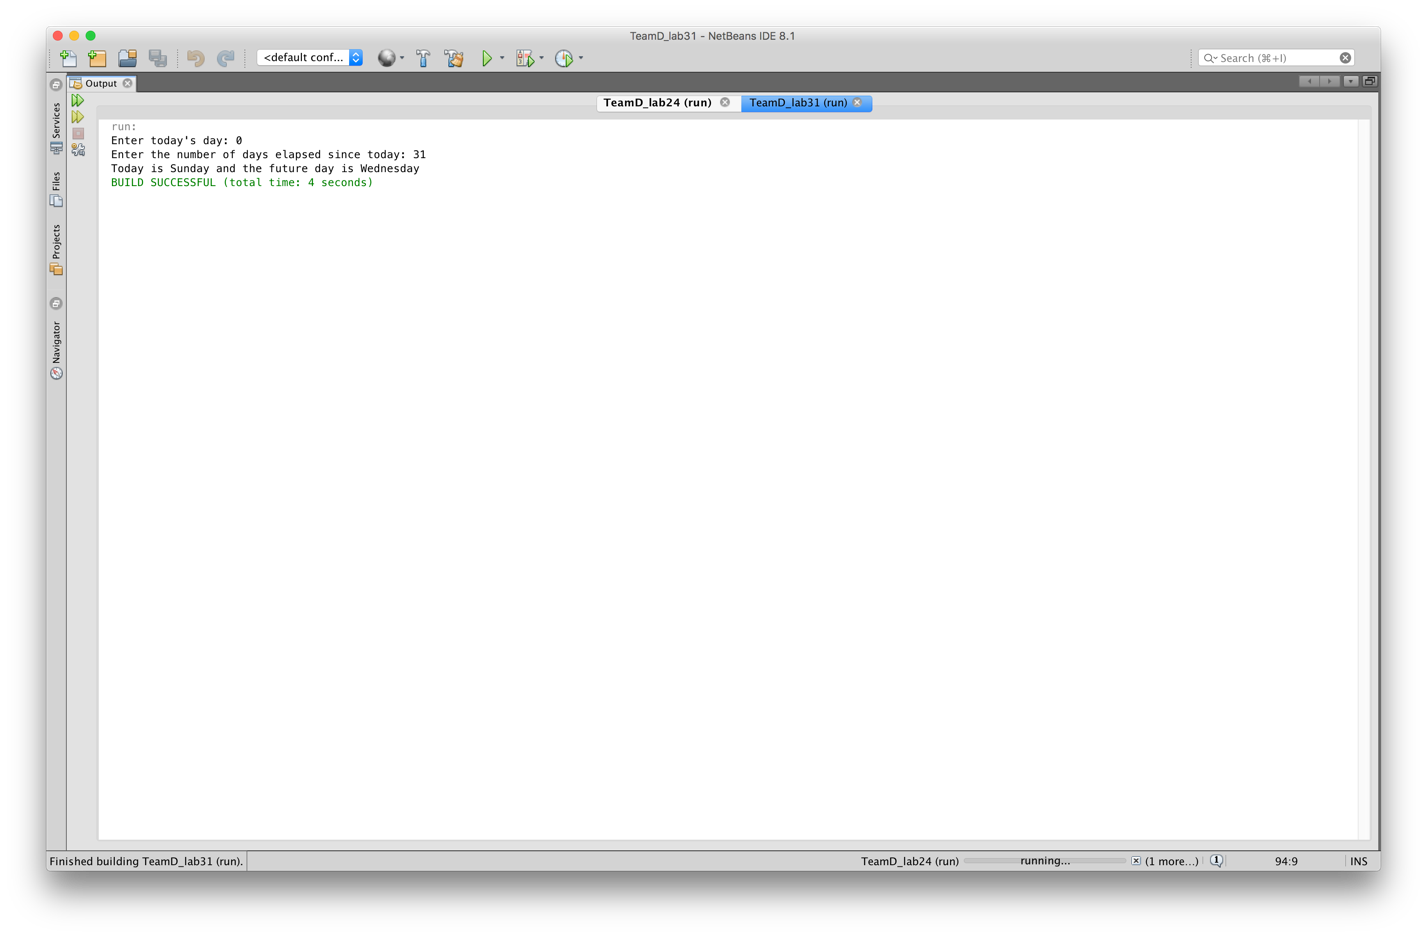 TeamD_lab31 - NetBeans IDE 8.1
<default conf...
Search (⌘+I)
Output
Services
Files
Projects
Navigator
TeamD_lab24 (run)
TeamD_lab31 (run)
run:
Enter today's day: 0
Enter the number of days elapsed since today: 31
Today is Sunday and the future day is Wednesday
BUILD SUCCESSFUL (total time: 4 seconds)
Finished building TeamD_lab31 (run).
TeamD_lab24 (run)
running...
(1 more...)
1
94:9
INS